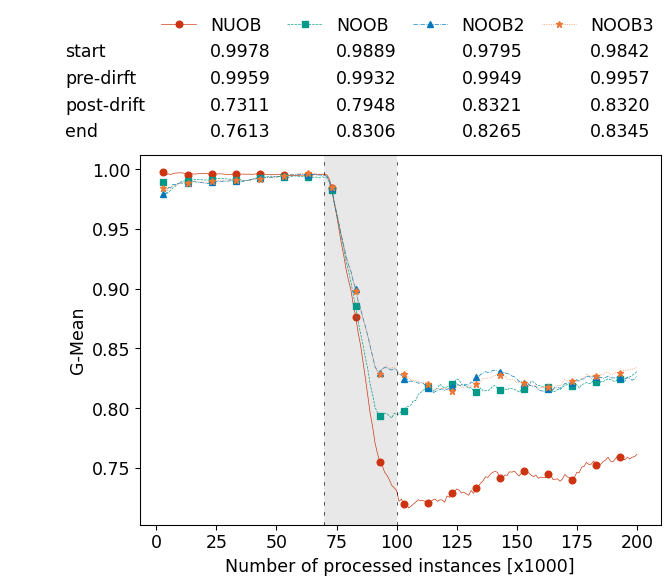 NUOB NOOB NOOB2 NOOB3
start 0.9978 0.9889 0.9795 0.9842
pre-dirft 0.9959 0.9932 0.9949 0.9957
post-drift 0.7311 0.7948 0.8321 0.8320
end 0.7613 0.8306 0.8265 0.8345
1.00
0.95
0.90
0.85
0.80
0.75
G-Mean
0 25 50 75 100 125 150 175 200
Number of processed instances [x1000]